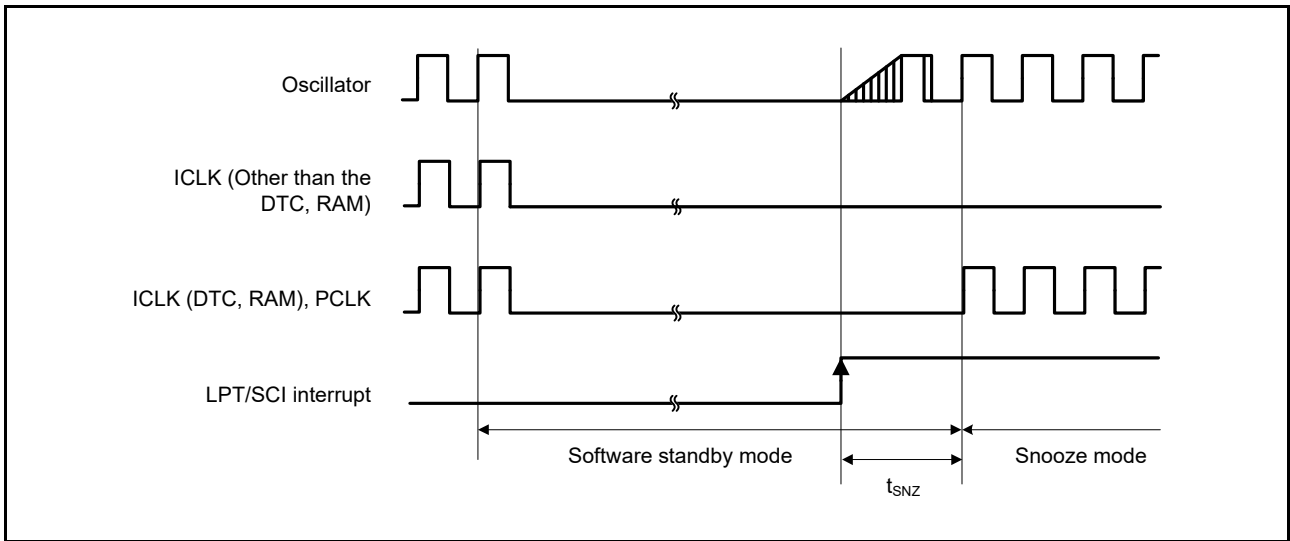 Oscillator
ICLK (Other than the
DTC, RAM)
ICLK (DTC, RAM), PCLK
LPT/SCI interrupt
Software standby mode
Snooze mode
tSNZ